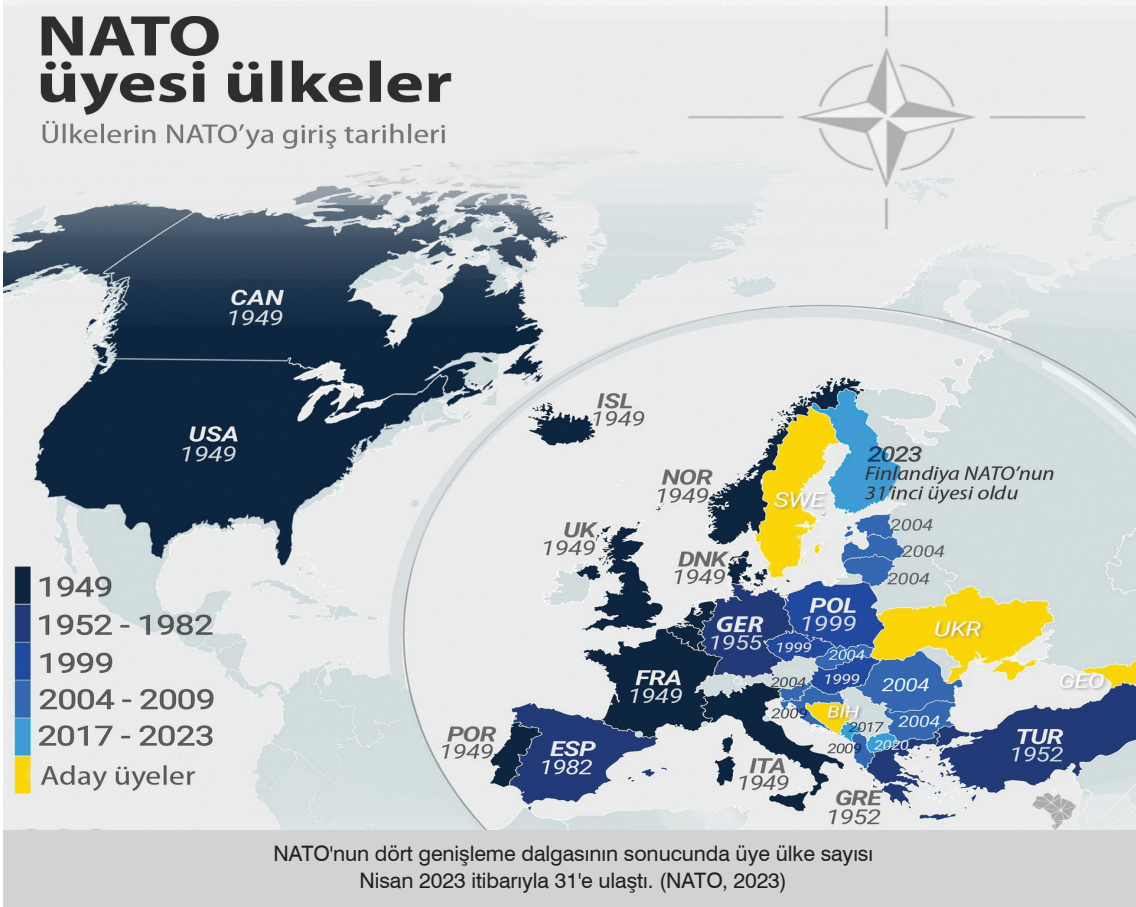 NATO
üyesi ülkeler
Ülkelerin NATO'ya giriş tarihleri
CAN
1949
USA
1949
ISL
1949
NOR
1949
SWE
2023
Finlandiya NATO'nun
31'inci üyesi oldu
UK
1949
DNK
1949
2004
2004
2004
POL
1999
GER
1955
1999
2004
UKR
FRA
1949
2004
1999
2004
GEO
2009
BIH
2017
2004
POR
1949
ESP
1982
ITA
1949
2009
2020
TUR
1952
GRE
1952
1949
1952 - 1982
1999
2004 - 2009
2017 - 2023
Aday üyeler
NATO'nun dört genişleme dalgasının sonucunda üye ülke sayısı
Nisan 2023 itibarıyla 31'e ulaştı. (NATO, 2023)